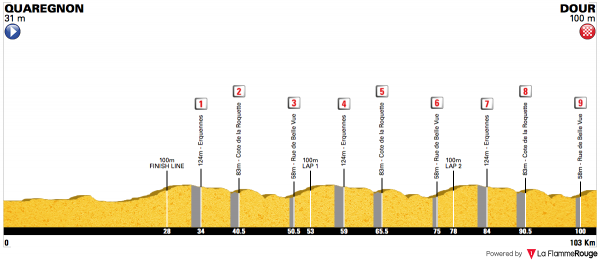 QUAREGNON
31 m
DOUR
100 m
1
2
3
4
5
6
7
8
9
100m
FINISH LINE
124m - Erquennes
83m - Cote de la Roquette
58m - Rue de Belle Vue
100m
LAP 1
124m - Erquennes
83m - Cote de la Roquette
58m - Rue de Belle Vue
100m
LAP 2
124m - Erquennes
83m - Cote de la Roquette
58m - Rue de Belle Vue
28
34
40.5
50.5
53
59
65.5
75
78
84
90.5
100
0
103 Km
Powered by La FlammeRouge